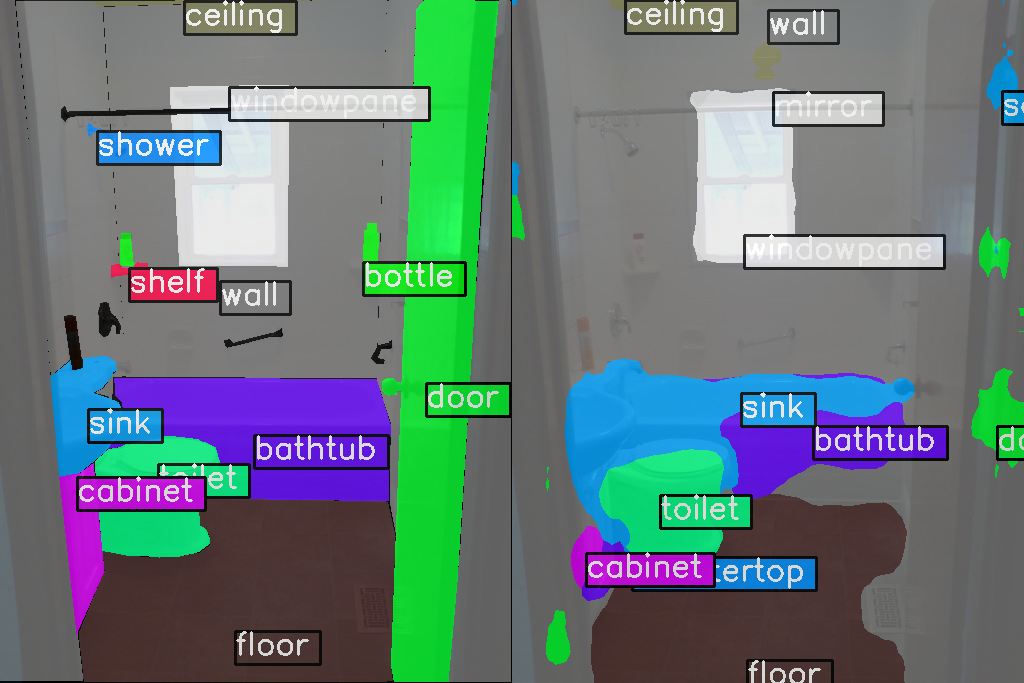 ceiling
windowpane
shower
shelf
wall
bottle
door
sink
bathtub
toilet
cabinet
floor
ceiling
wall
mirror
windowpane
sink
bathtub
toilet
cabinet
tertop
floor